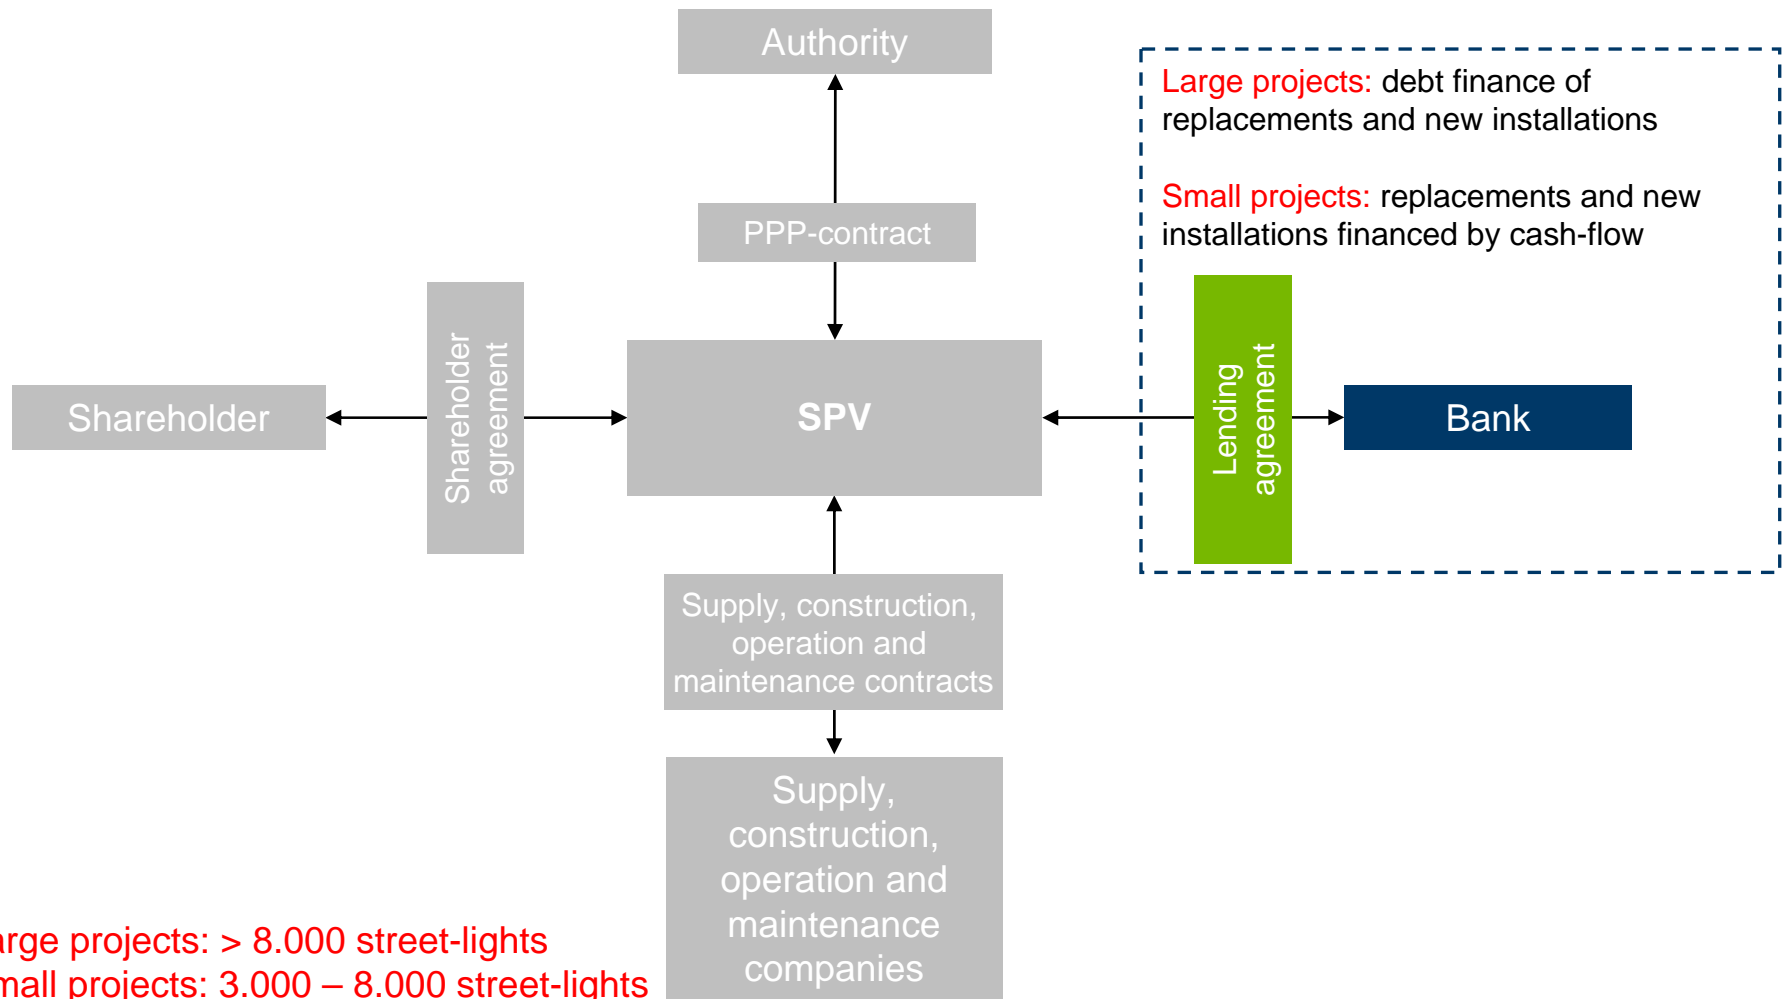 Authority
Large projects: debt finance of
replacements and new installations
Small projects: replacements and new
installations financed by cash-flow
PPP-contract
Shareholder
Shareholder
agreement
SPV
Lending
agreement
Bank
Supply, construction,
operation and
maintenance contracts
Supply,
construction,
operation and
maintenance
companies
arge projects: > 8.000 street-lights
mall projects: 3.000 – 8.000 street-lights